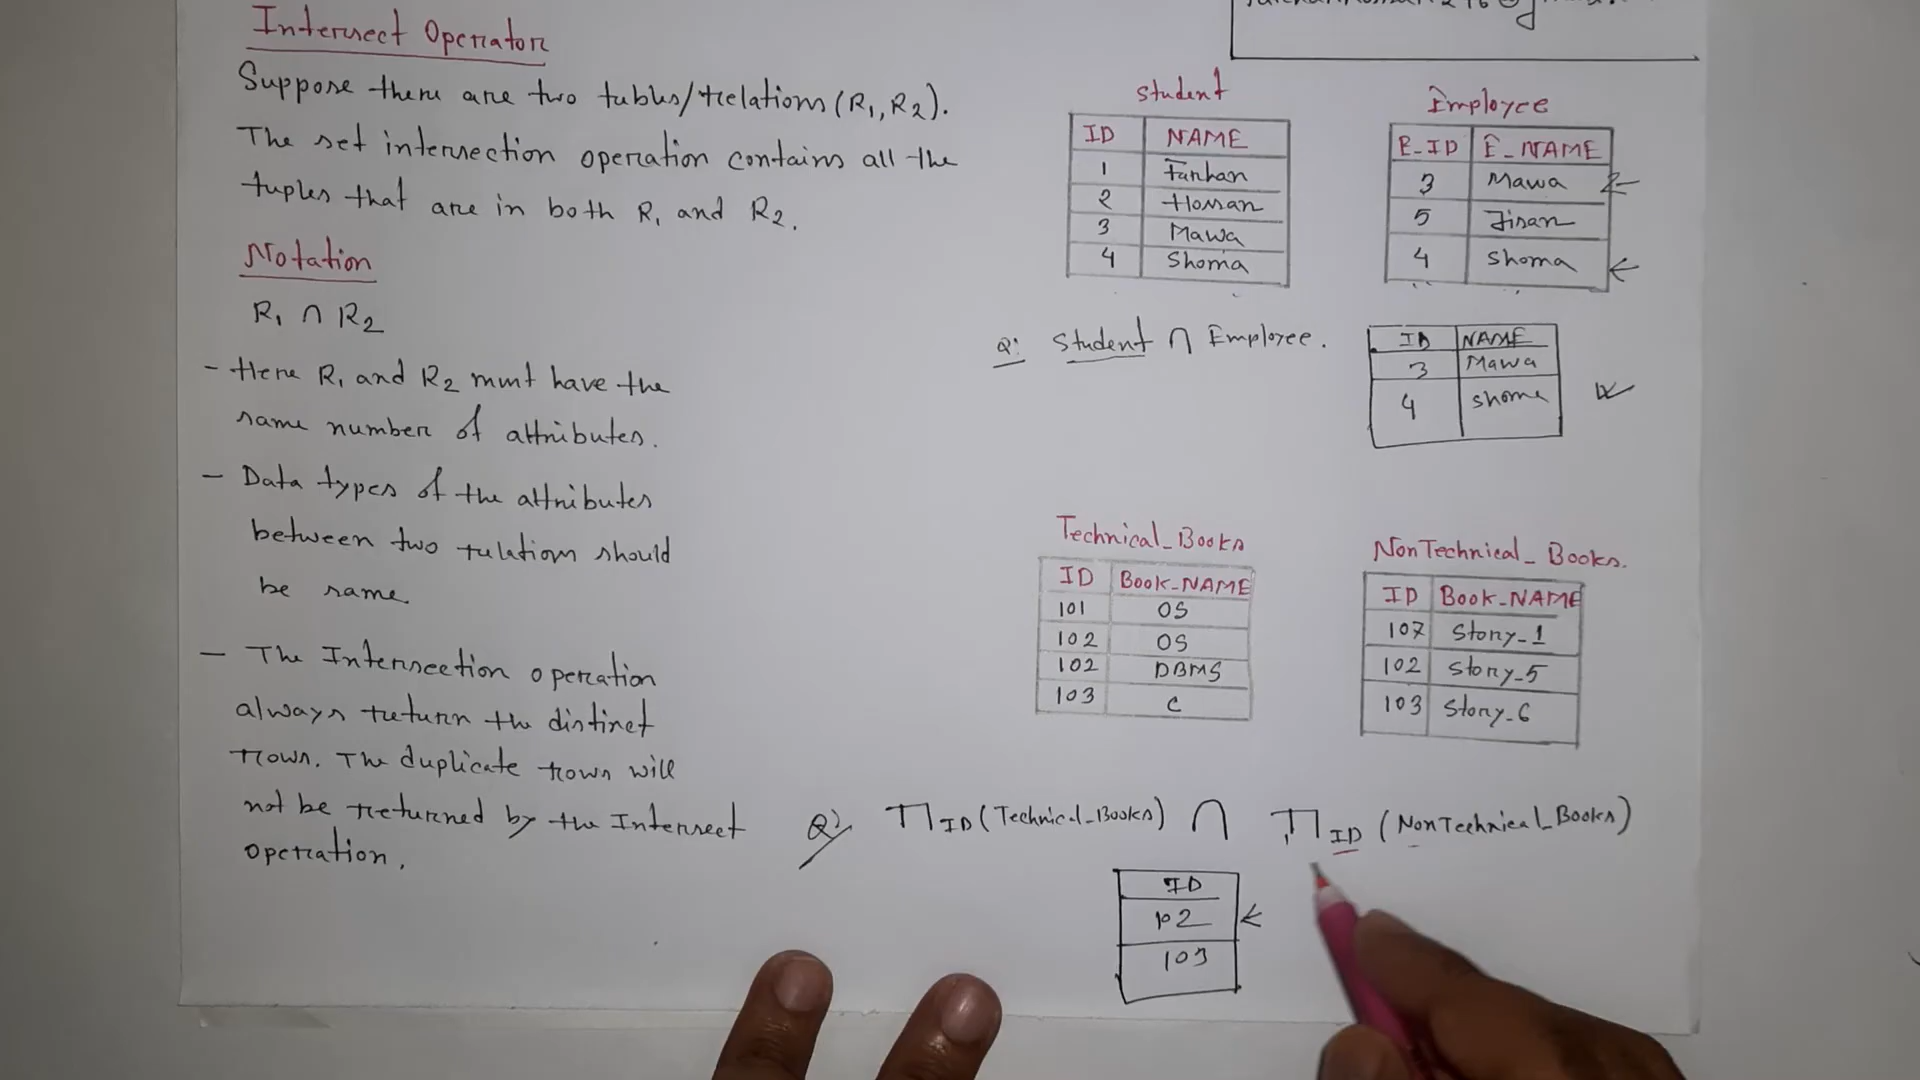 Intersect Operator
Suppose there are two tables/relations (R1, R2).
The set intersection operation contains all the
tuples that are in both R1 and R2.
Notation
R1 ∩ R2
- Here R1 and R2 must have the
same number of attributes.
- Data types of the attributes
between two relations should
be same
- The Intersection operation
always return the distinct
rows. The duplicate rows will
not be returned by the Intersect
operation.
Student
ID NAME
1 Farhan
2 Hossan
3 Mawa
4 Shoma
Employee
E_ID E_NAME
3 Mawa
5 Jisan
4 Shoma
Q: Student ∩ Employee.
ID NAME
3 Mawa
4 Shoma
Technical_Books
ID Book_NAME
101 OS
102 OS
102 DBMS
103 C
NonTechnical_Books.
ID Book_NAME
107 Story_1
102 Story_5
103 Story_6
Q: Π ID (Technical_Books) ∩ Π ID (NonTechnical_Books)
ID
102
103